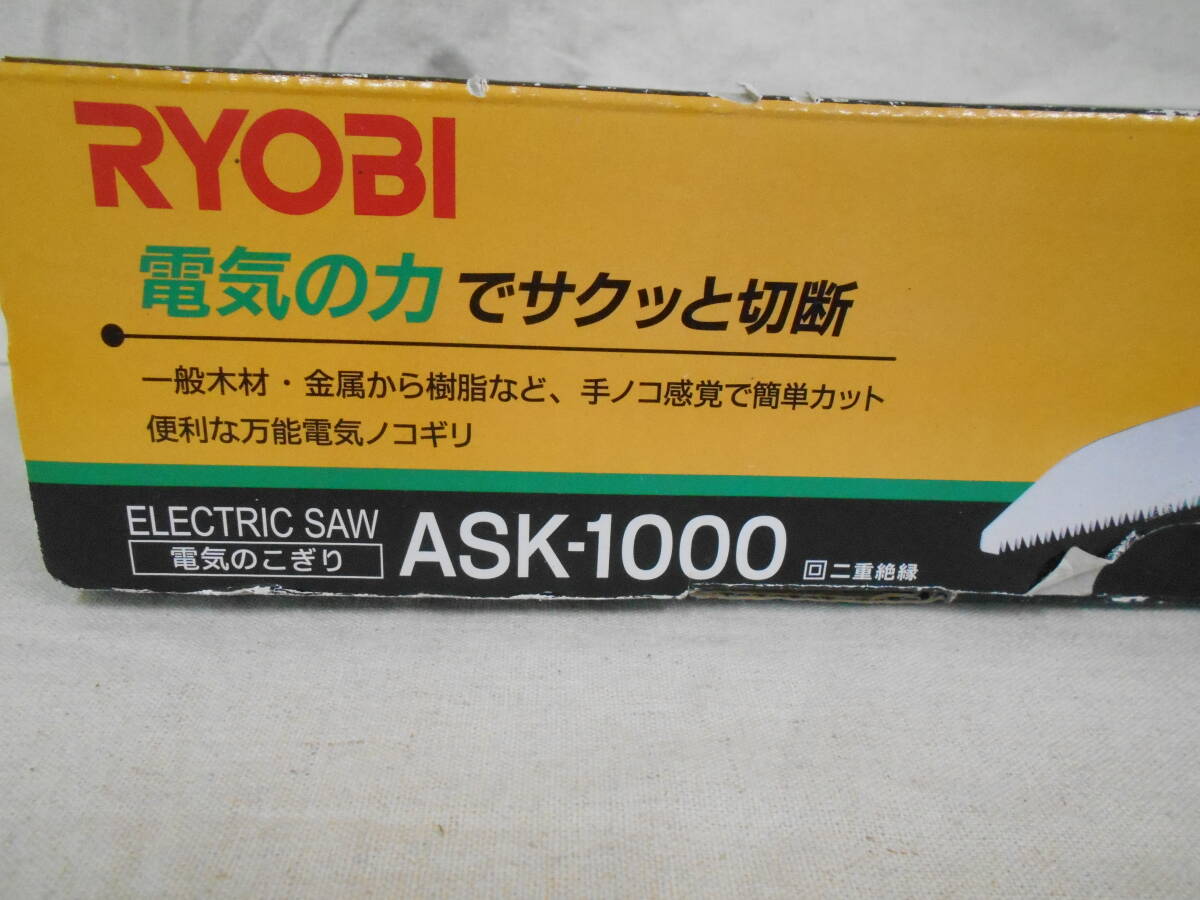 RYOBI
電気の力でサクッと切断
一般木材・金属から樹脂など、手ノコ感覚で簡単カット
便利な万能電気ノコギリ
ELECTRIC SAW
電気のこぎり
ASK-1000
回二重絶縁